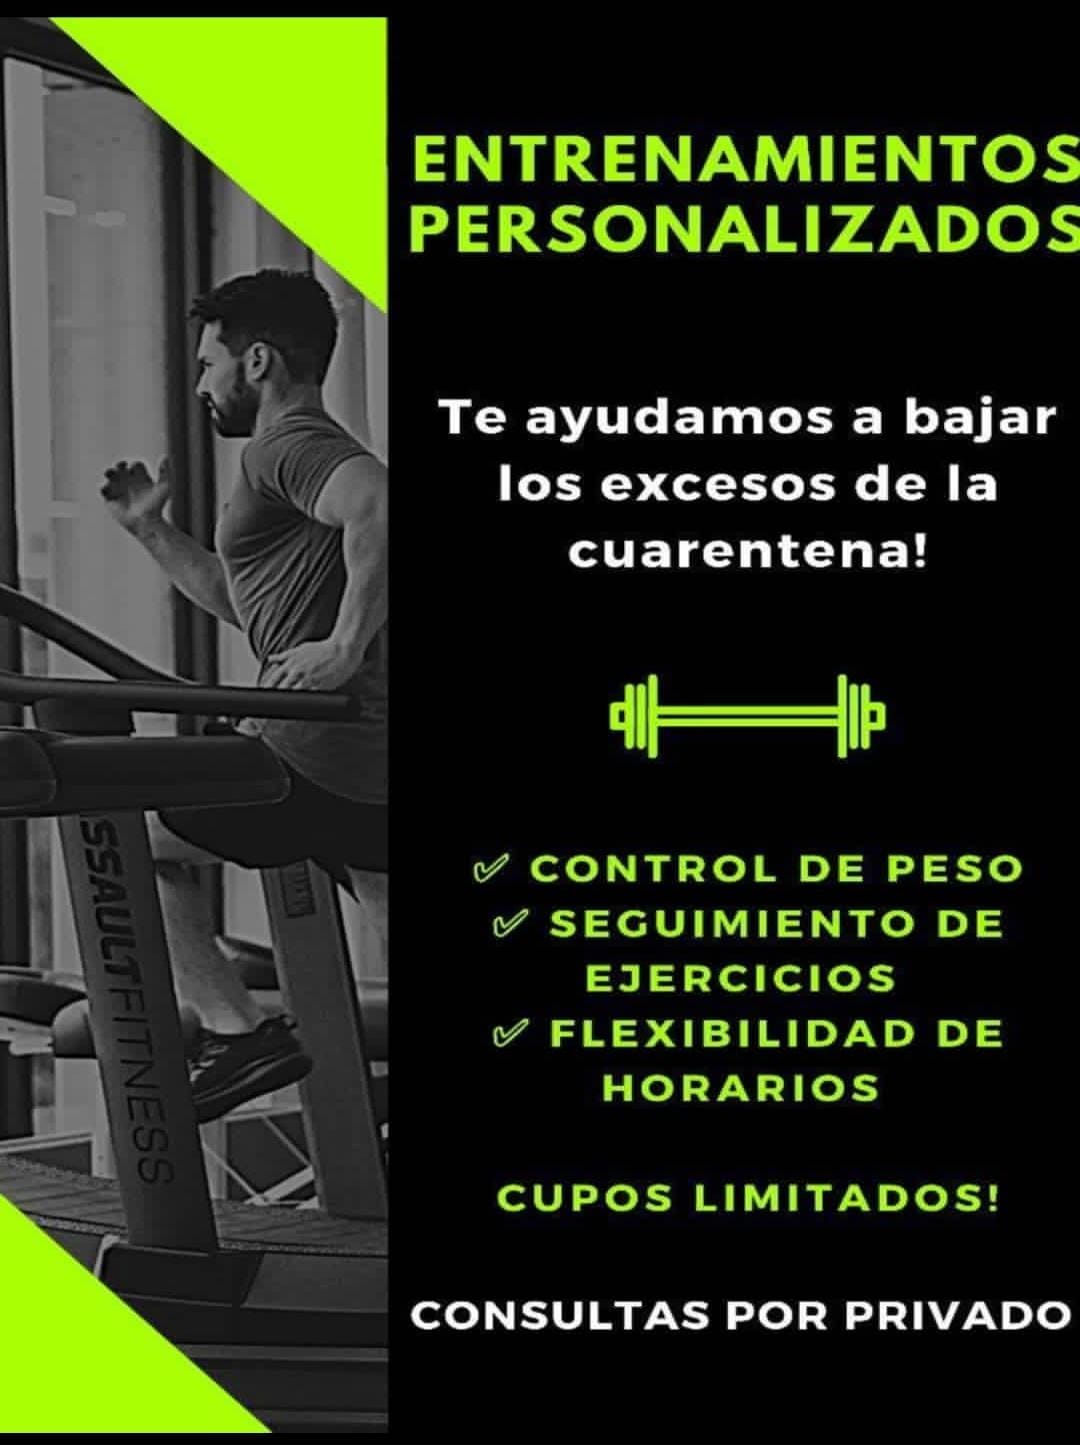 ENTRENAMIENTOS
PERSONALIZADOS
Te ayudamos a bajar
los excesos de la
cuarentena!
✅ CONTROL DE PESO
✅ SEGUIMIENTO DE
EJERCICIOS
✅ FLEXIBILIDAD DE
HORARIOS
CUPOS LIMITADOS!
CONSULTAS POR PRIVADO
SSAULTFITNESS